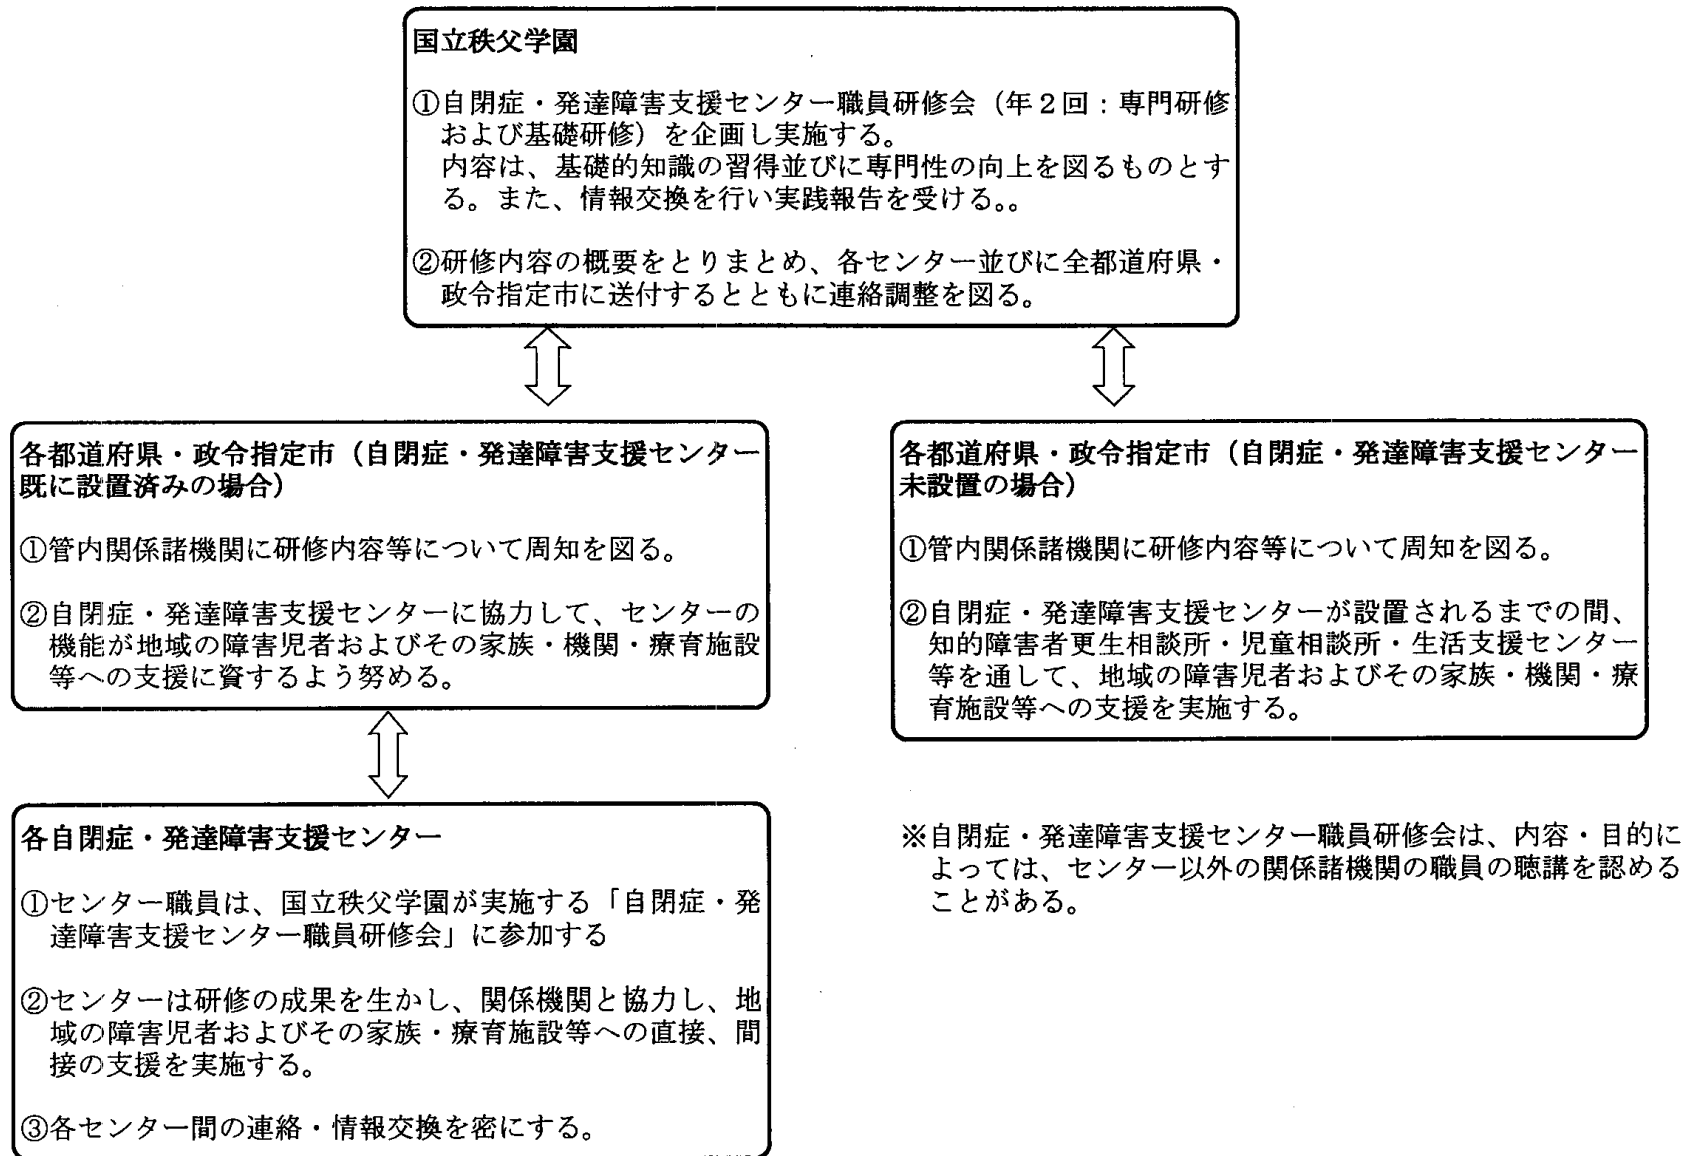 国立秩父学園
①自閉症・発達障害支援センター職員研修会（年２回：専門研修
および基礎研修）を企画し実施する。
内容は、基礎的知識の習得並びに専門性の向上を図るものとす
る。また、情報交換を行い実践報告を受ける。。
②研修内容の概要をとりまとめ、各センター並びに全都道府県・
政令指定市に送付するとともに連絡調整を図る。
各都道府県・政令指定市（自閉症・発達障害支援センター
既に設置済みの場合）
①管内関係諸機関に研修内容等について周知を図る。
②自閉症・発達障害支援センターに協力して、センターの
機能が地域の障害児者およびその家族・機関・療育施設
等への支援に資するよう努める。
各都道府県・政令指定市（自閉症・発達障害支援センター
未設置の場合）
①管内関係諸機関に研修内容等について周知を図る。
②自閉症・発達障害支援センターが設置されるまでの間、
知的障害者更生相談所・児童相談所・生活支援センター
等を通して、地域の障害児者およびその家族・機関・療
育施設等への支援を実施する。
各自閉症・発達障害支援センター
①センター職員は、国立秩父学園が実施する「自閉症・発
達障害支援センター職員研修会」に参加する
②センターは研修の成果を生かし、関係機関と協力し、地
域の障害児者およびその家族・療育施設等への直接、間
接の支援を実施する。
③各センター間の連絡・情報交換を密にする。
※自閉症・発達障害支援センター職員研修会は、内容・目的に
よっては、センター以外の関係諸機関の職員の聴講を認める
ことがある。